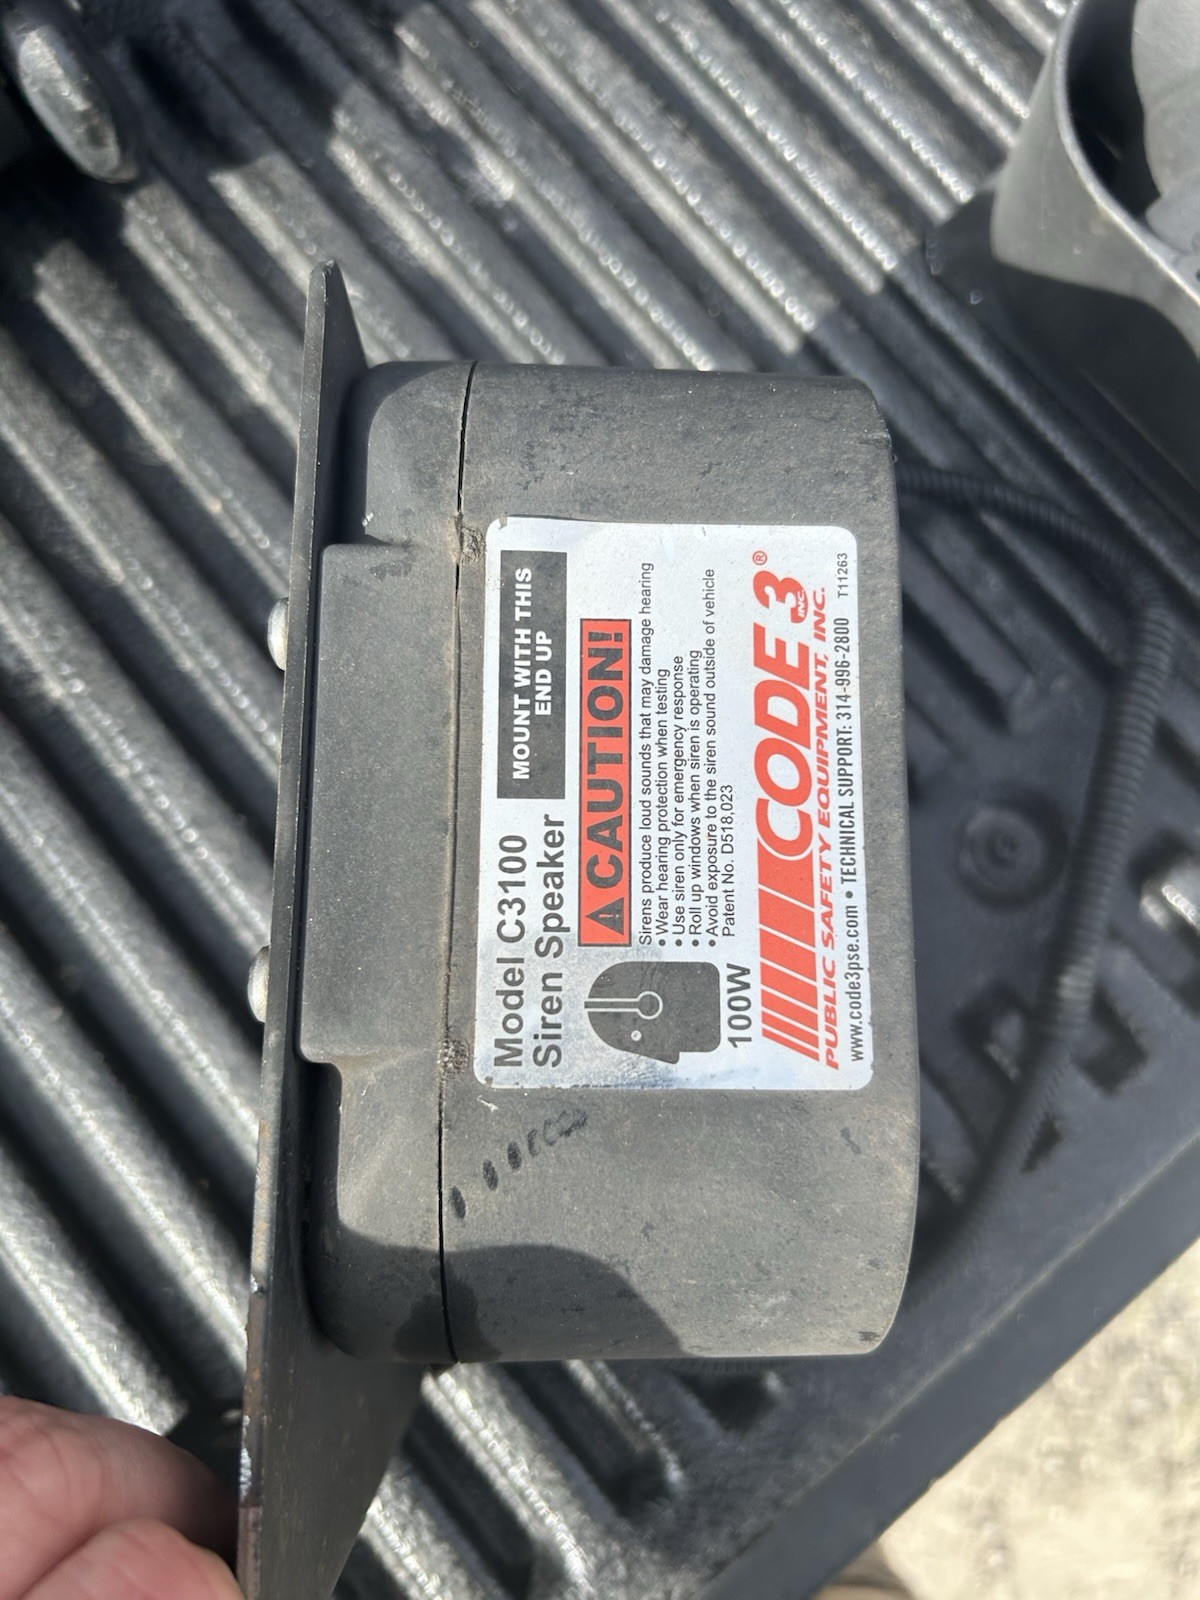 Model C3100
Siren Speaker
MOUNT WITH THIS
END UP
CAUTION!
Sirens produce loud sounds that may damage hearing
• Wear hearing protection when testing
• Use siren only for emergency response
• Roll up windows when siren is operating
• Avoid exposure to the siren sound outside of vehicle
Patent No. D518,023
100W
CODE 3®
INC.
PUBLIC SAFETY EQUIPMENT, INC.
www.code3pse.com • TECHNICAL SUPPORT: 314-996-2800 T11263